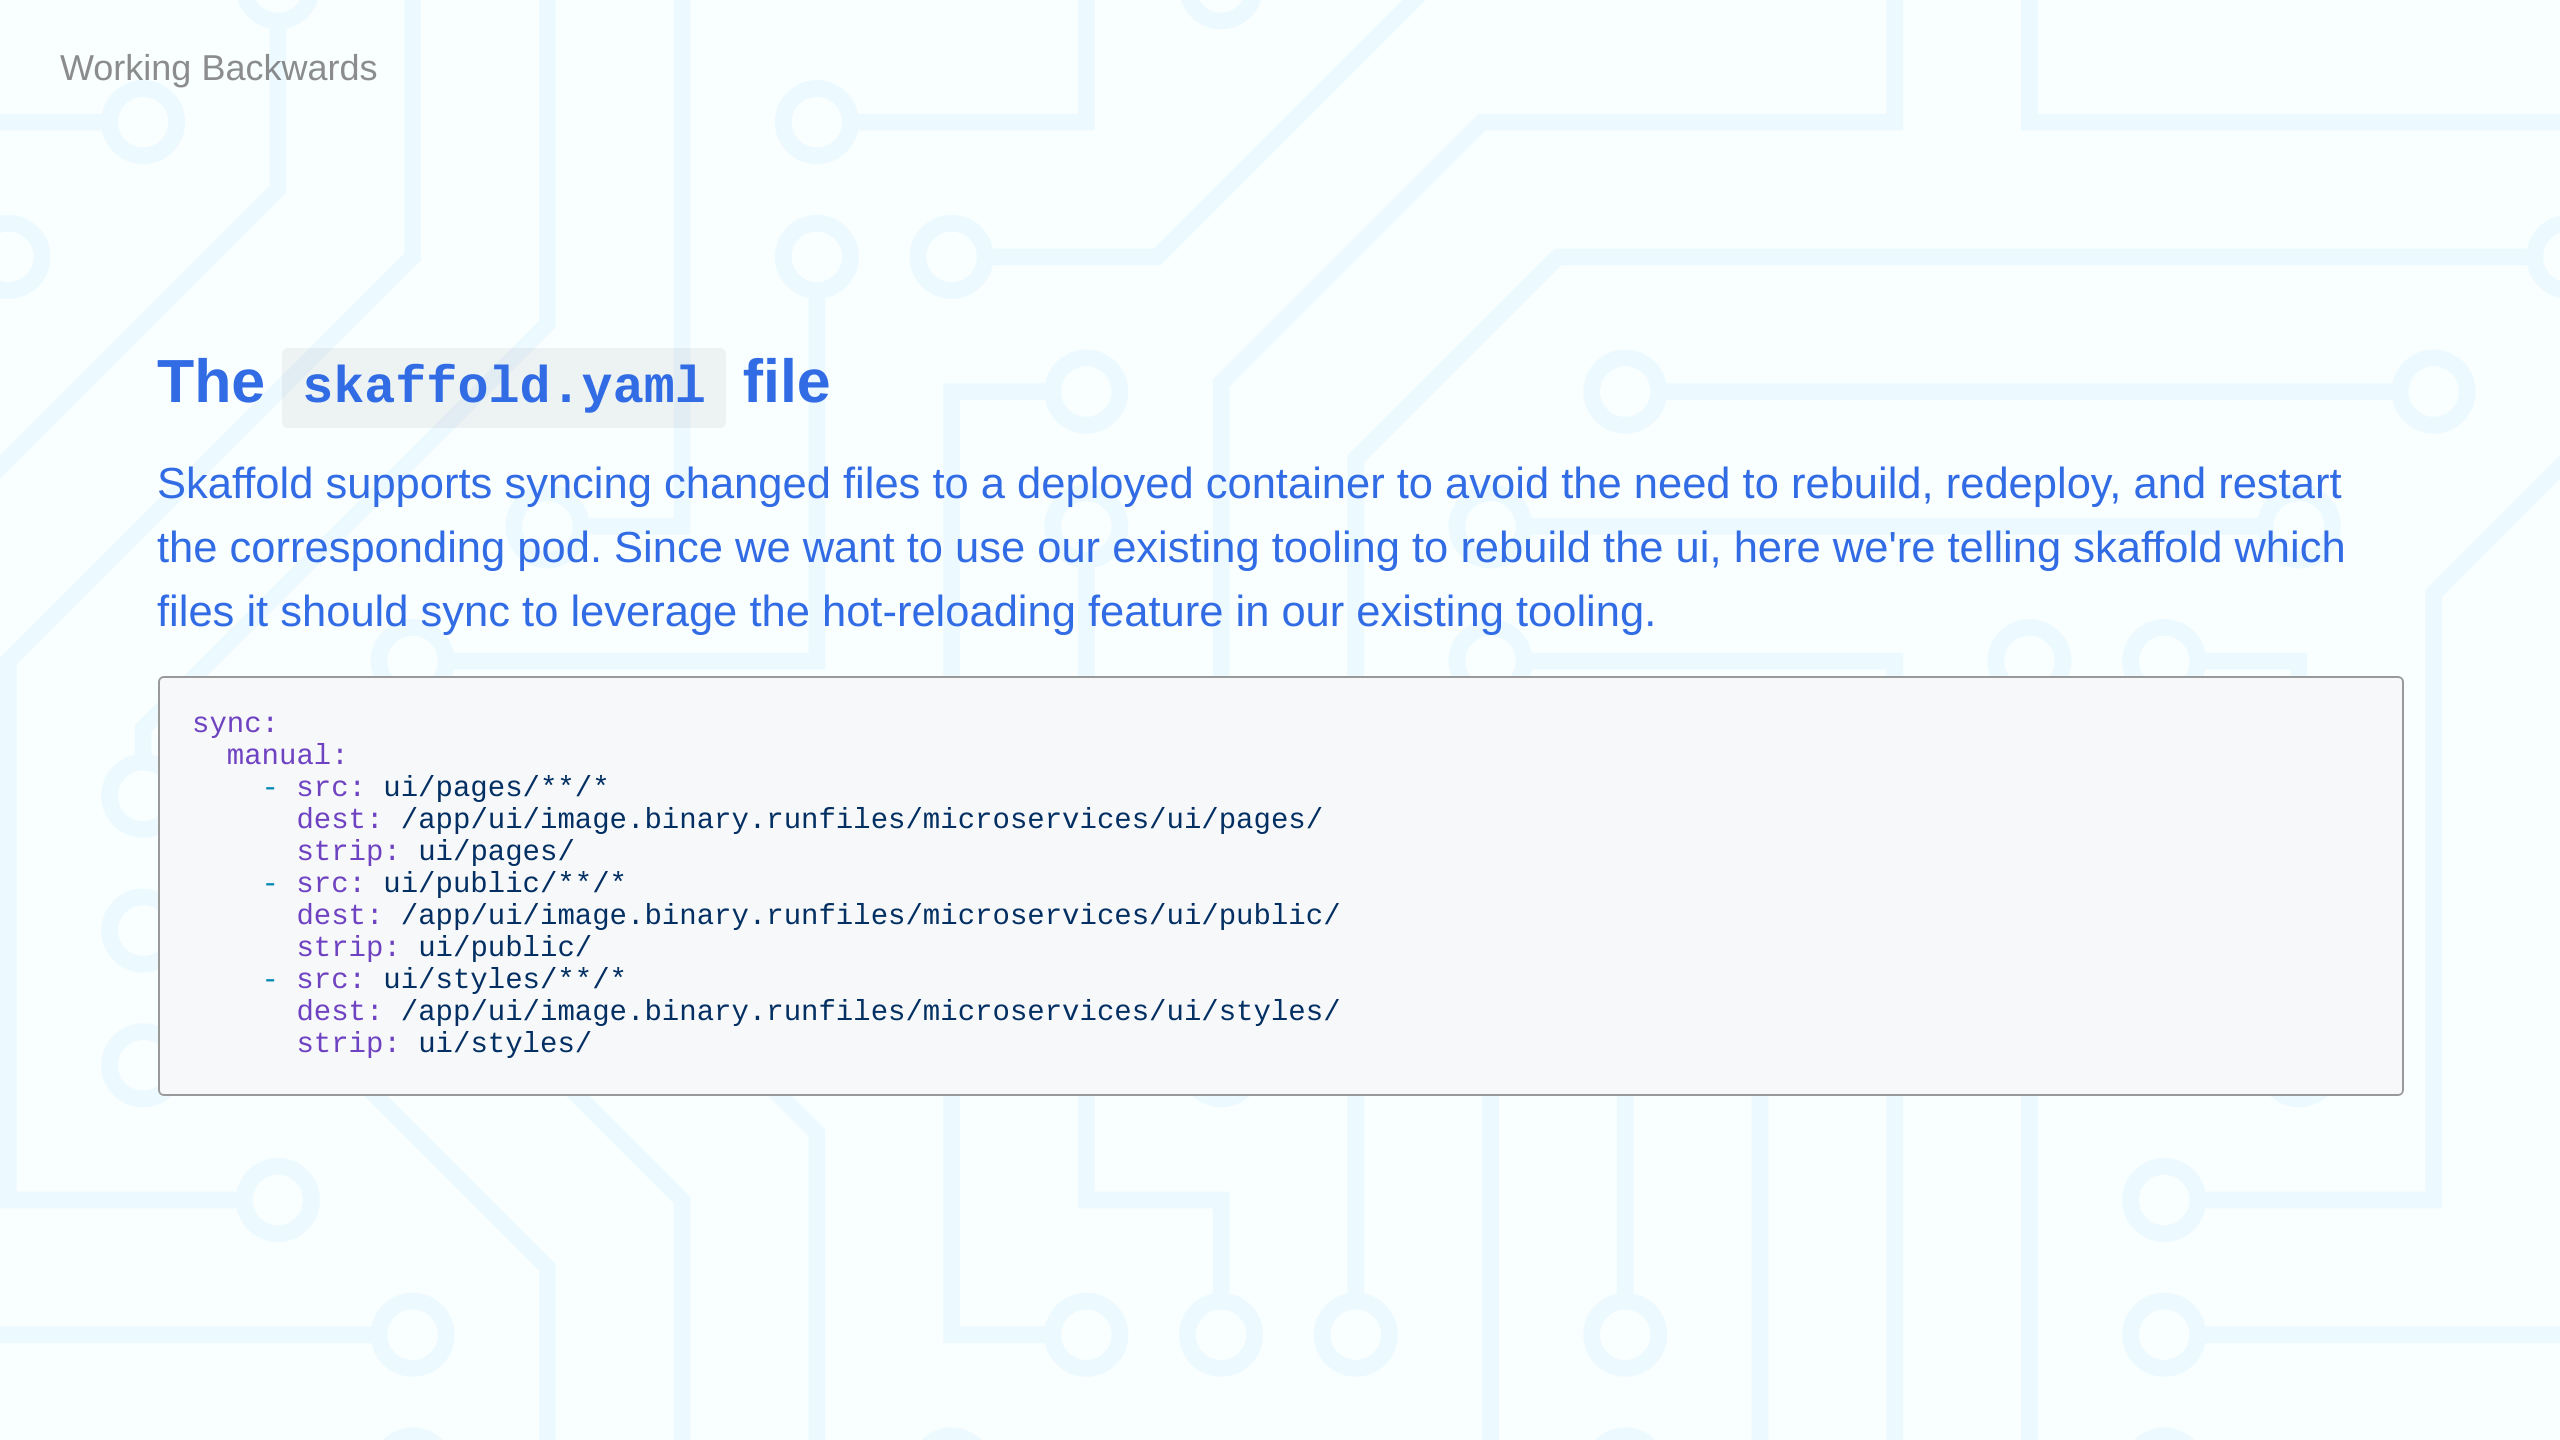 Working Backwards
The skaffold.yaml file
Skaffold supports syncing changed files to a deployed container to avoid the need to rebuild, redeploy, and restart
the corresponding pod. Since we want to use our existing tooling to rebuild the ui, here we're telling skaffold which
files it should sync to leverage the hot-reloading feature in our existing tooling.
sync:
  manual:
    - src: ui/pages/**/*
      dest: /app/ui/image.binary.runfiles/microservices/ui/pages/
      strip: ui/pages/
    - src: ui/public/**/*
      dest: /app/ui/image.binary.runfiles/microservices/ui/public/
      strip: ui/public/
    - src: ui/styles/**/*
      dest: /app/ui/image.binary.runfiles/microservices/ui/styles/
      strip: ui/styles/